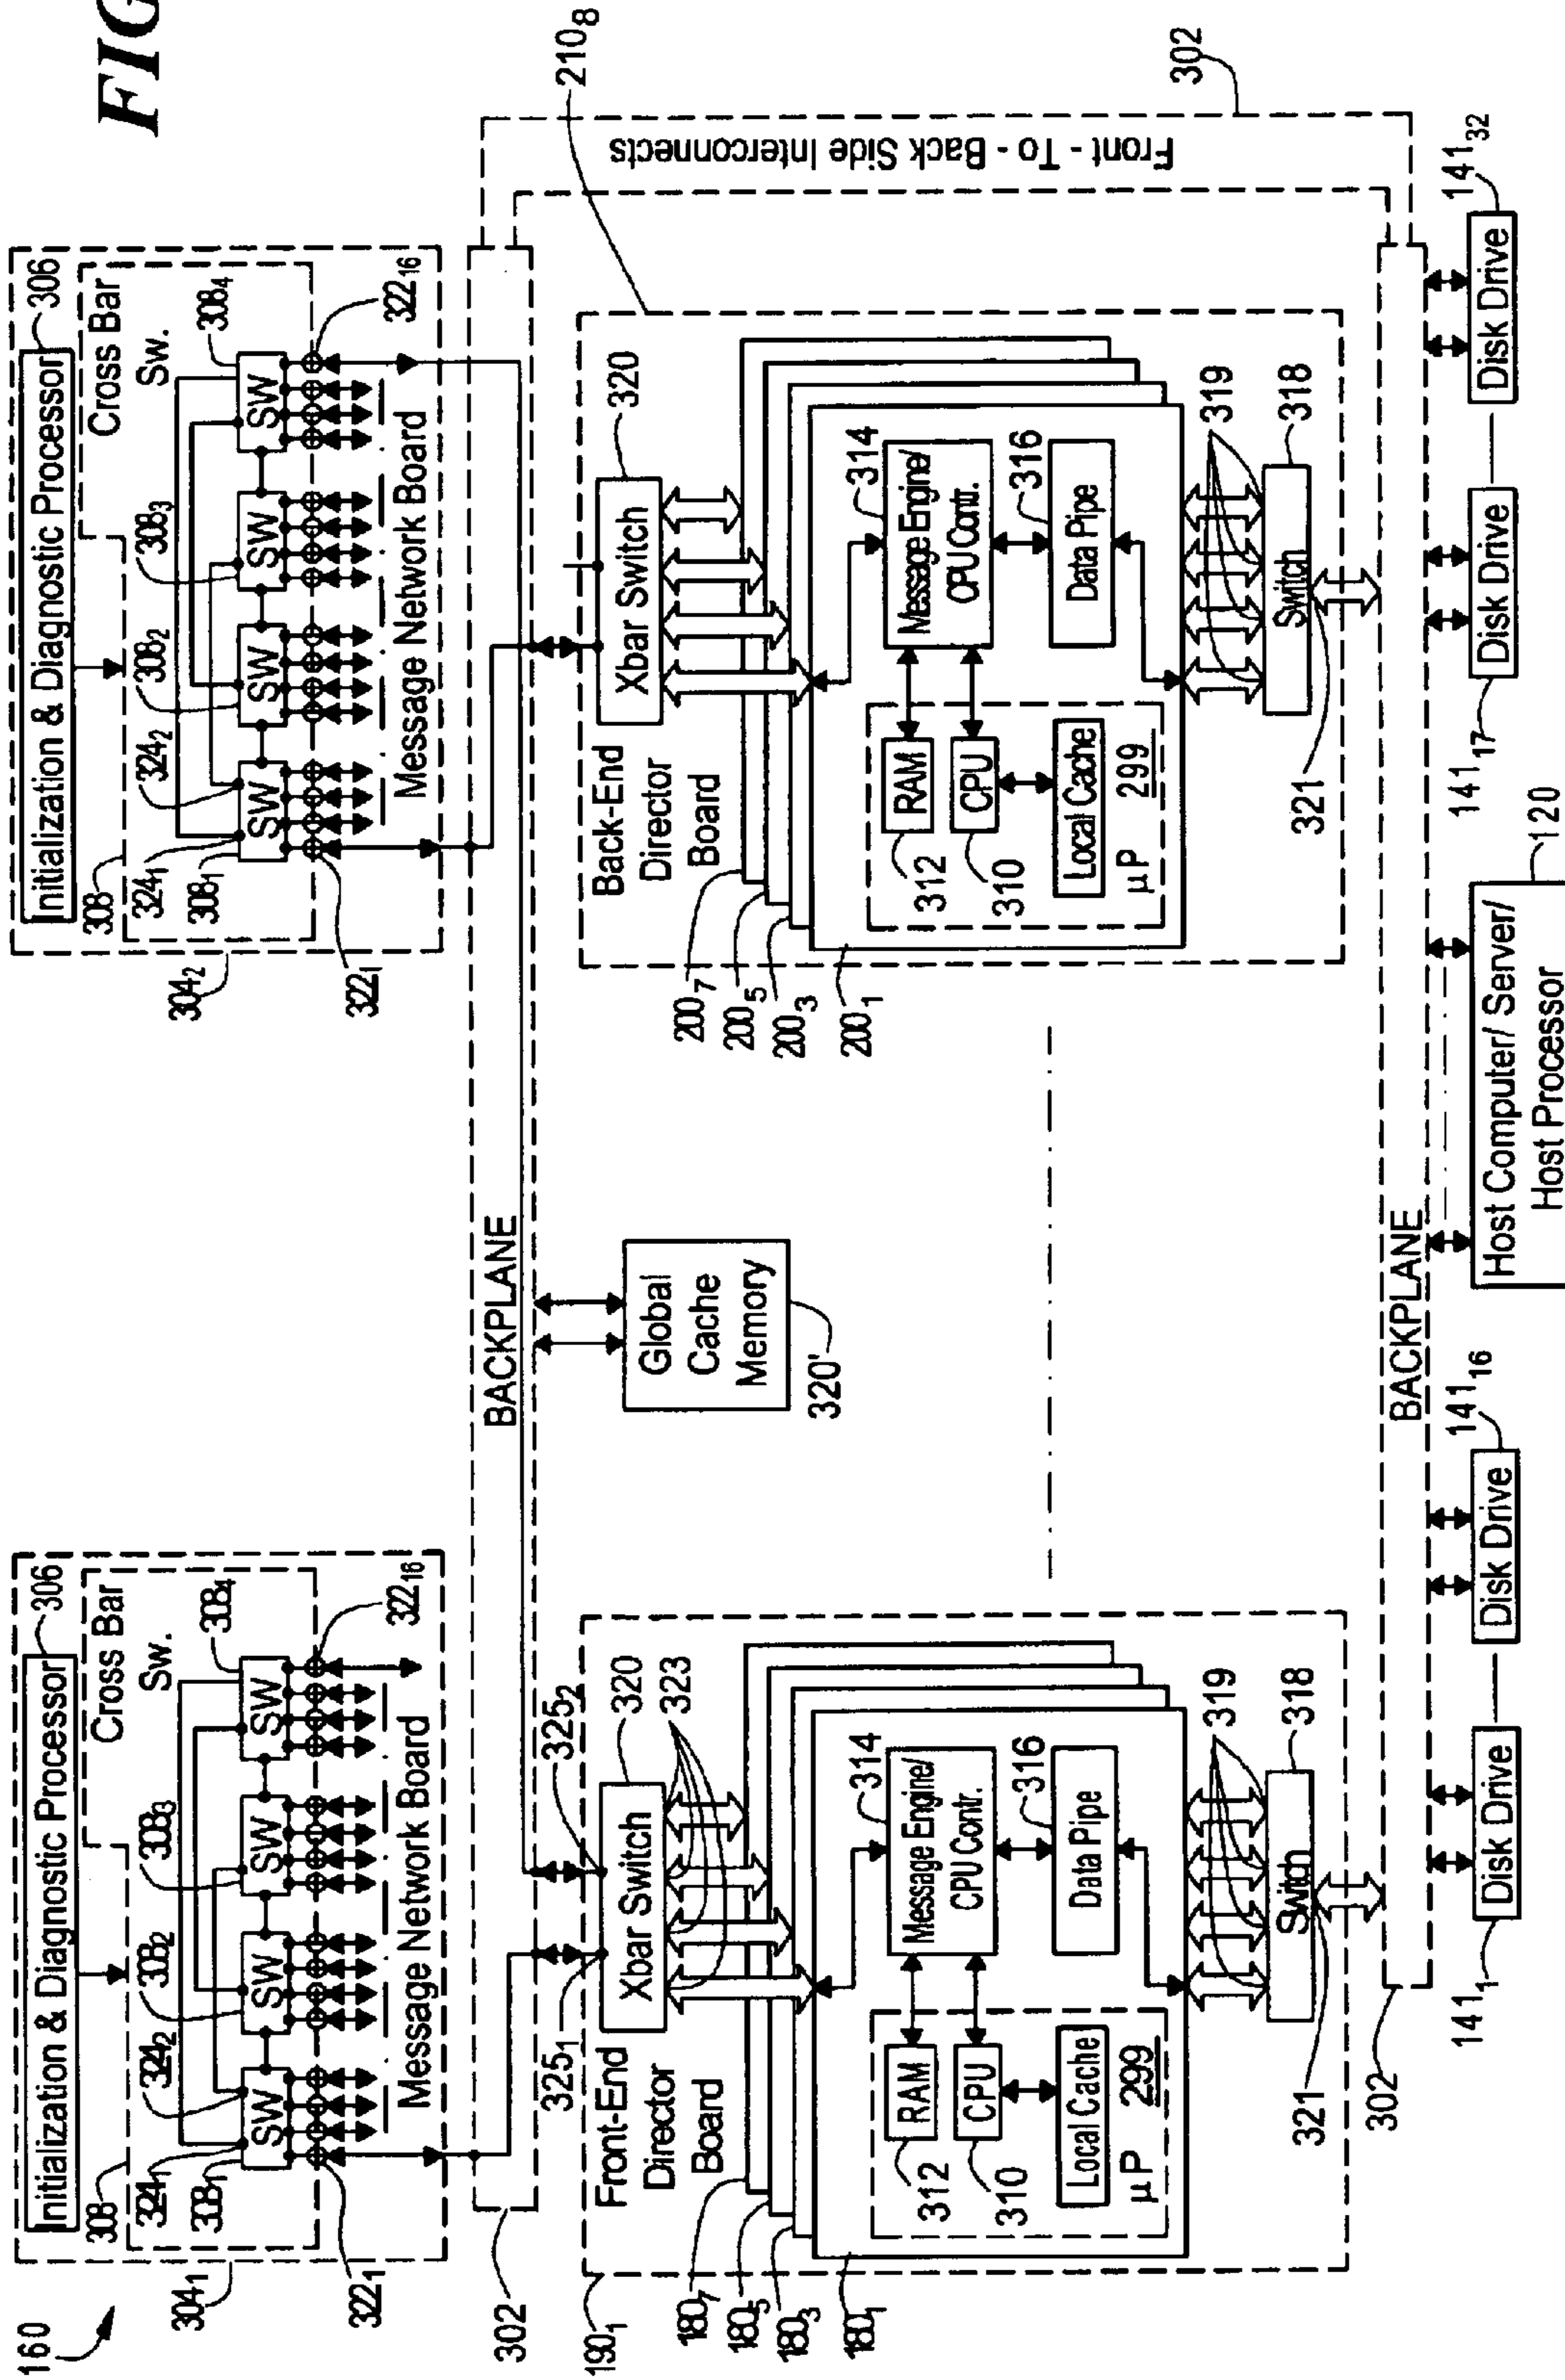 FIG
160
Initialization & Diagnostic Processor
306
Cross Bar
Sw.
308
324₁
324₂
308₁
308₂
308₃
308₄
SW
SW
SW
SW
322₁
322₁₆
Message Network Board
304₁
Initialization & Diagnostic Processor
306
Cross Bar
Sw.
308
324₁
324₂
308₁
308₂
308₃
308₄
SW
SW
SW
SW
322₁
322₁₆
Message Network Board
304₂
302
BACKPLANE
Front - To - Back Side Interconnects
302
190₁
Front-End
Director
Board
325₁
325₂
320
323
Xbar Switch
180₇
180₅
180₃
180₁
314
Message Engine/
CPU Contr.
316
Data Pipe
RAM
312
CPU
310
Local Cache
µP
299
319
318
Switch
321
Global
Cache
Memory
320'
210₈
Back-End
Director
Board
320
Xbar Switch
200₇
200₅
200₃
200₁
314
Message Engine/
CPU Contr.
316
Data Pipe
RAM
312
CPU
310
Local Cache
µP
299
319
318
Switch
321
302
BACKPLANE
Disk Drive
141₁
Disk Drive
141₁₆
Host Computer/ Server/
Host Processor
120
Disk Drive
141₁₇
Disk Drive
141₃₂